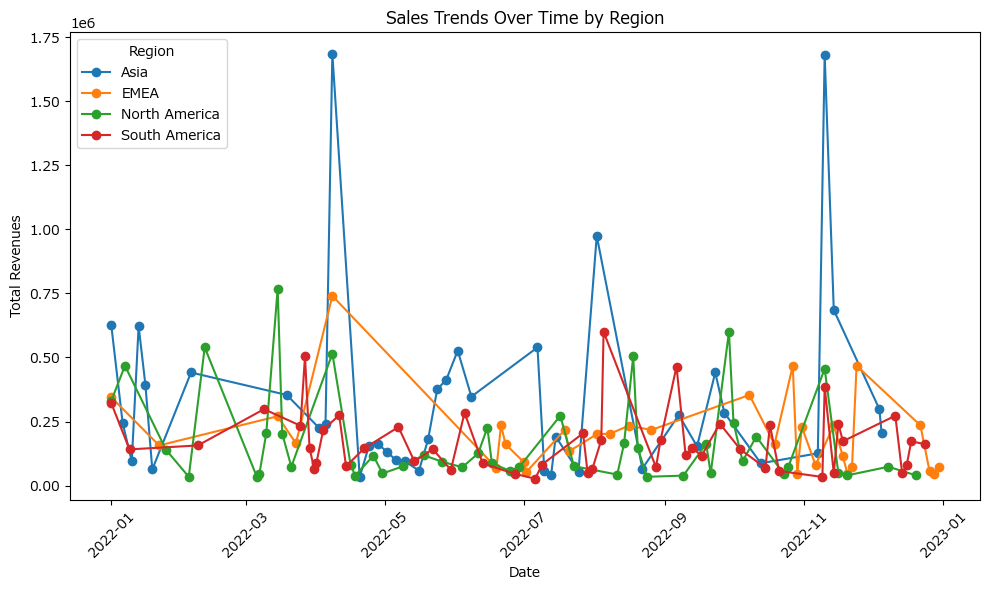 Sales Trends Over Time by Region
1e6
1.75
1.50
1.25
1.00
0.75
0.50
0.25
0.00
Total Revenues
Region
Asia
EMEA
North America
South America
2022-01
2022-03
2022-05
2022-07
2022-09
2022-11
2023-01
Date